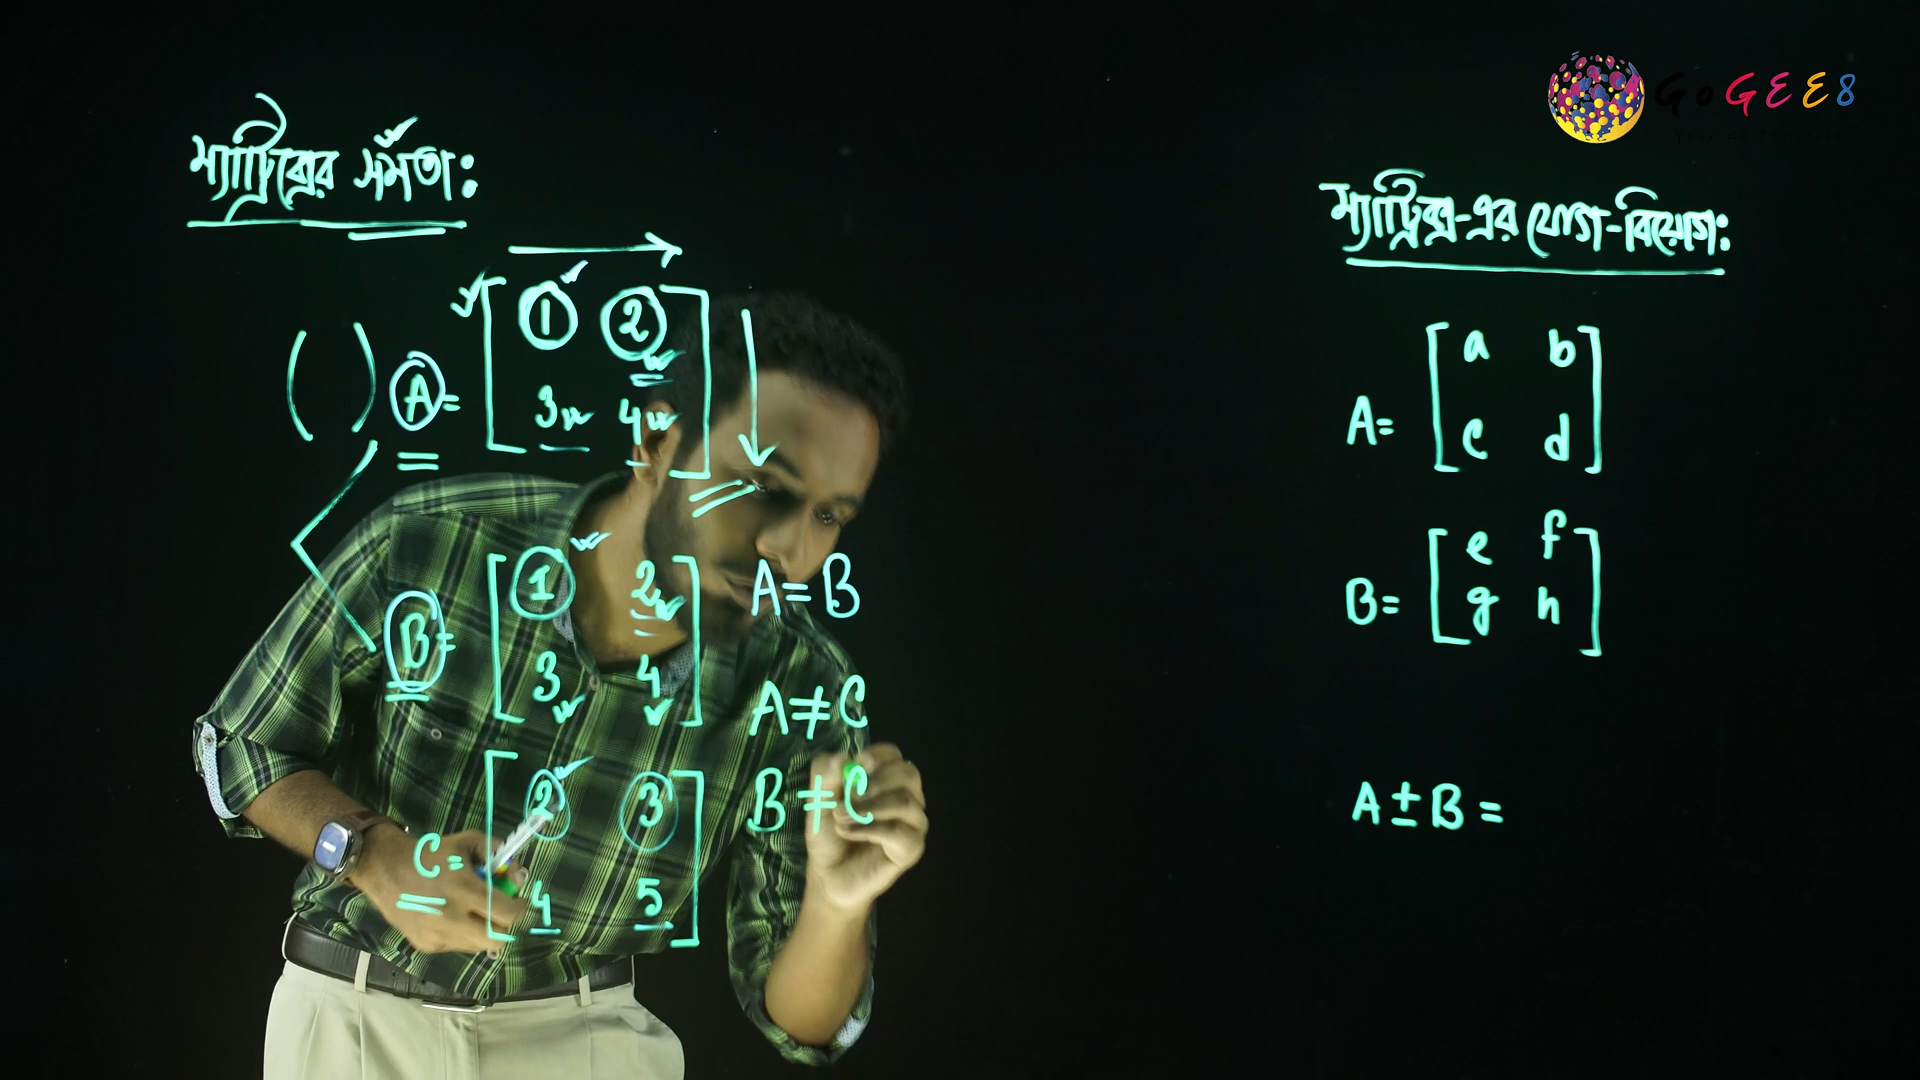 ম্যাট্রিক্সের সমতা:
A = [ 1 2
3 4 ]
( )
B = [ 1 2
3 4 ]
A = B
A ≠ C
B ≠ C
C = [ 2 3
4 5 ]
GoGEE8
ম্যাট্রিক্স-এর যোগ-বিয়োগ:
A = [ a b
c d ]
B = [ e f
g h ]
A ± B =